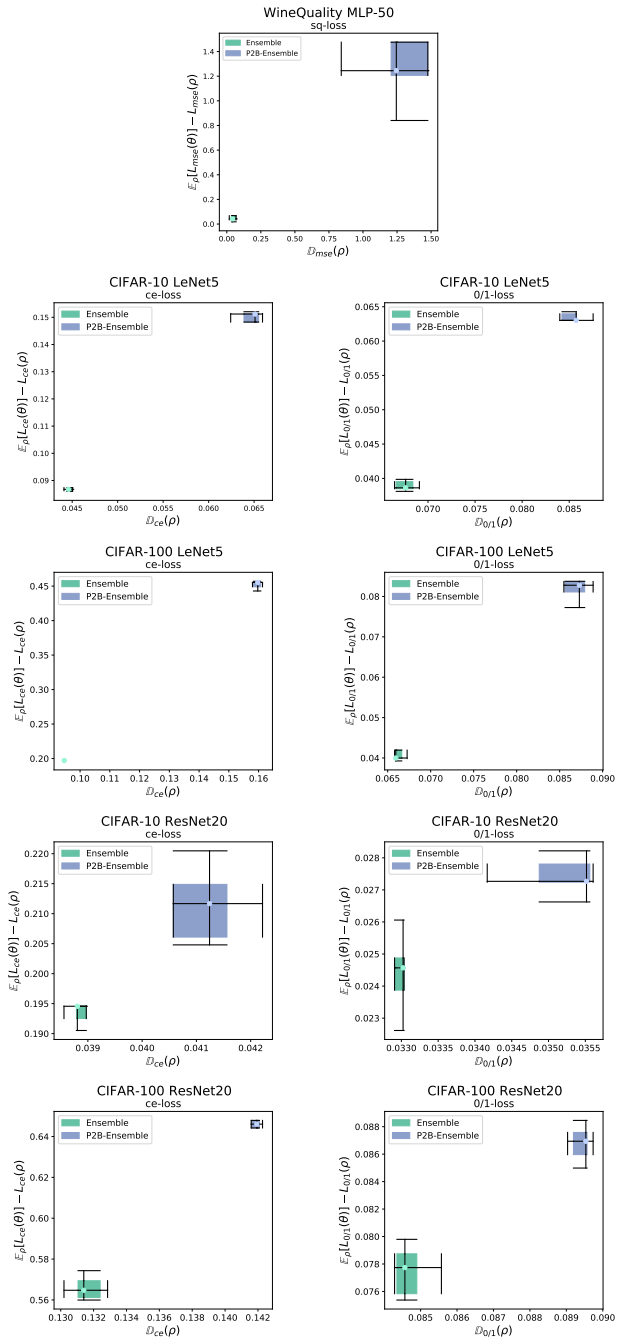 WineQuality MLP-50
sq-loss
Ensemble
P2B-Ensemble
𝔼ρ[Lmse(θ)] − Lmse(ρ)
1.4
1.2
1.0
0.8
0.6
0.4
0.2
0.0
0.00 0.25 0.50 0.75 1.00 1.25 1.50
𝔻mse(ρ)
CIFAR-10 LeNet5
ce-loss
Ensemble
P2B-Ensemble
𝔼ρ[Lce(θ)] − Lce(ρ)
0.15
0.14
0.13
0.12
0.11
0.10
0.09
0.045 0.050 0.055 0.060 0.065
𝔻ce(ρ)
CIFAR-10 LeNet5
0/1-loss
Ensemble
P2B-Ensemble
𝔼ρ[L0/1(θ)] − L0/1(ρ)
0.065
0.060
0.055
0.050
0.045
0.040
0.070 0.075 0.080 0.085
𝔻0/1(ρ)
CIFAR-100 LeNet5
ce-loss
Ensemble
P2B-Ensemble
𝔼ρ[Lce(θ)] − Lce(ρ)
0.45
0.40
0.35
0.30
0.25
0.20
0.10 0.11 0.12 0.13 0.14 0.15 0.16
𝔻ce(ρ)
CIFAR-100 LeNet5
0/1-loss
Ensemble
P2B-Ensemble
𝔼ρ[L0/1(θ)] − L0/1(ρ)
0.08
0.07
0.06
0.05
0.04
0.065 0.070 0.075 0.080 0.085 0.090
𝔻0/1(ρ)
CIFAR-10 ResNet20
ce-loss
Ensemble
P2B-Ensemble
𝔼ρ[Lce(θ)] − Lce(ρ)
0.220
0.215
0.210
0.205
0.200
0.195
0.190
0.039 0.040 0.041 0.042
𝔻ce(ρ)
CIFAR-10 ResNet20
0/1-loss
Ensemble
P2B-Ensemble
𝔼ρ[L0/1(θ)] − L0/1(ρ)
0.028
0.027
0.026
0.025
0.024
0.023
0.0330 0.0335 0.0340 0.0345 0.0350 0.0355
𝔻0/1(ρ)
CIFAR-100 ResNet20
ce-loss
Ensemble
P2B-Ensemble
𝔼ρ[Lce(θ)] − Lce(ρ)
0.64
0.62
0.60
0.58
0.56
0.130 0.132 0.134 0.136 0.138 0.140 0.142
𝔻ce(ρ)
CIFAR-100 ResNet20
0/1-loss
Ensemble
P2B-Ensemble
𝔼ρ[L0/1(θ)] − L0/1(ρ)
0.088
0.086
0.084
0.082
0.080
0.078
0.076
0.085 0.086 0.087 0.088 0.089 0.090
𝔻0/1(ρ)